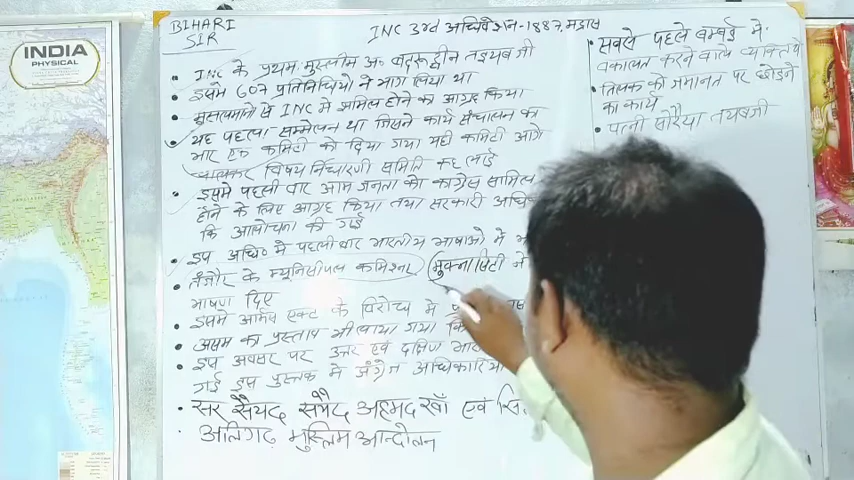 INDIA
PHYSICAL
BIHARI
SIR
INC 3rd अधिवेशन-1887, मद्रास
• INC के प्रथम मुस्लीम अ० बदरूद्दीन तइयब जी
• इसमे 607 प्रतिनिधियो ने भाग लिया था
• मुसलमानो से INC मे सामिल होने का आग्रह किया
• यह पहला सम्मेलन था जिसने कार्य संचालन का
भार एक कमिटी को दिया गया यही कमिटी आगे
चालकर विषय निर्धारणी समिति कहलाई
• इसमे पहली बार आम जनता को काग्रेस सामिल
होने के लिए आग्रह किया तथा सरकारी अधि
कि आलोचना की गई
• इस अधि० मे पहली बार भारतीय भाषाओ मे
• तंजौर के म्यूनिसीपल कमिश्नर (मुक्ना सिटी ने
भाषण दिए
• इसमे आर्मस एक्ट के विरोध मे
• असम का प्रस्ताव भी लाया गया कि
• इस अवसर पर उत्तर एवं दक्षिण भार
गई इस पुस्तक मे अंग्रेज अधिकारि
• सर सैयद सैयैद अहमद खाँ एवं
• अलिगढ़ मुस्लिम आन्दोलन
• सबसे पहले बम्बई मे
वकालत करने वाले व्यक्ति थे
• तिलक को जमानत पर छोड़ने
का कार्य
• पत्नी सौरैया तयबजी